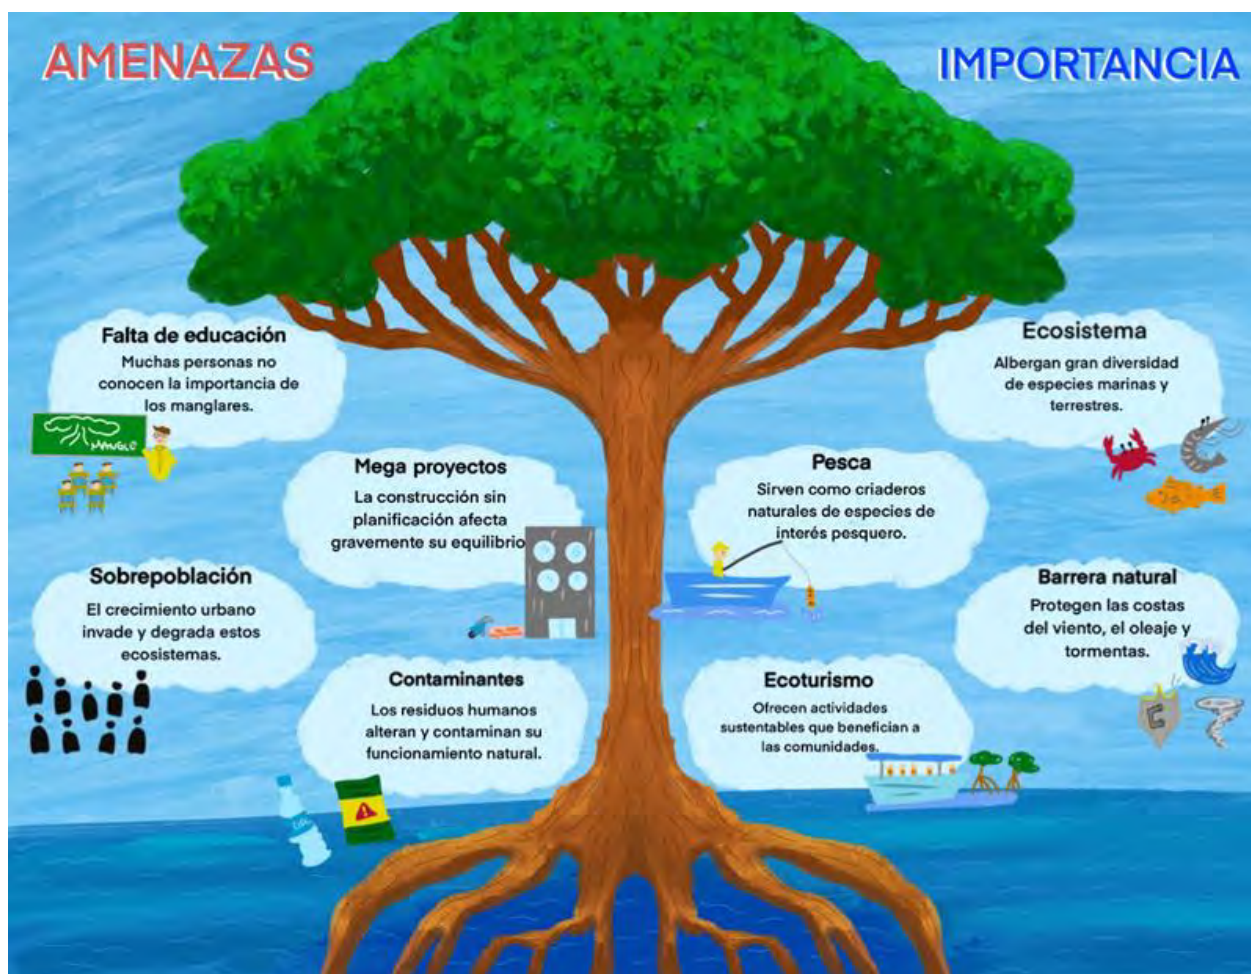 AMENAZAS
IMPORTANCIA
Falta de educación
Muchas personas no
conocen la importancia de
los manglares.
MANGLE
Mega proyectos
La construcción sin
planificación afecta
gravemente su equilibrio
Sobrepoblación
El crecimiento urbano
invade y degrada estos
ecosistemas.
Contaminantes
Los residuos humanos
alteran y contaminan su
funcionamiento natural.
Ecosistema
Albergan gran diversidad
de especies marinas y
terrestres.
Pesca
Sirven como criaderos
naturales de especies de
interés pesquero.
Barrera natural
Protegen las costas
del viento, el oleaje y
tormentas.
C
Ecoturismo
Ofrecen actividades
sustentables que benefician a
las comunidades.